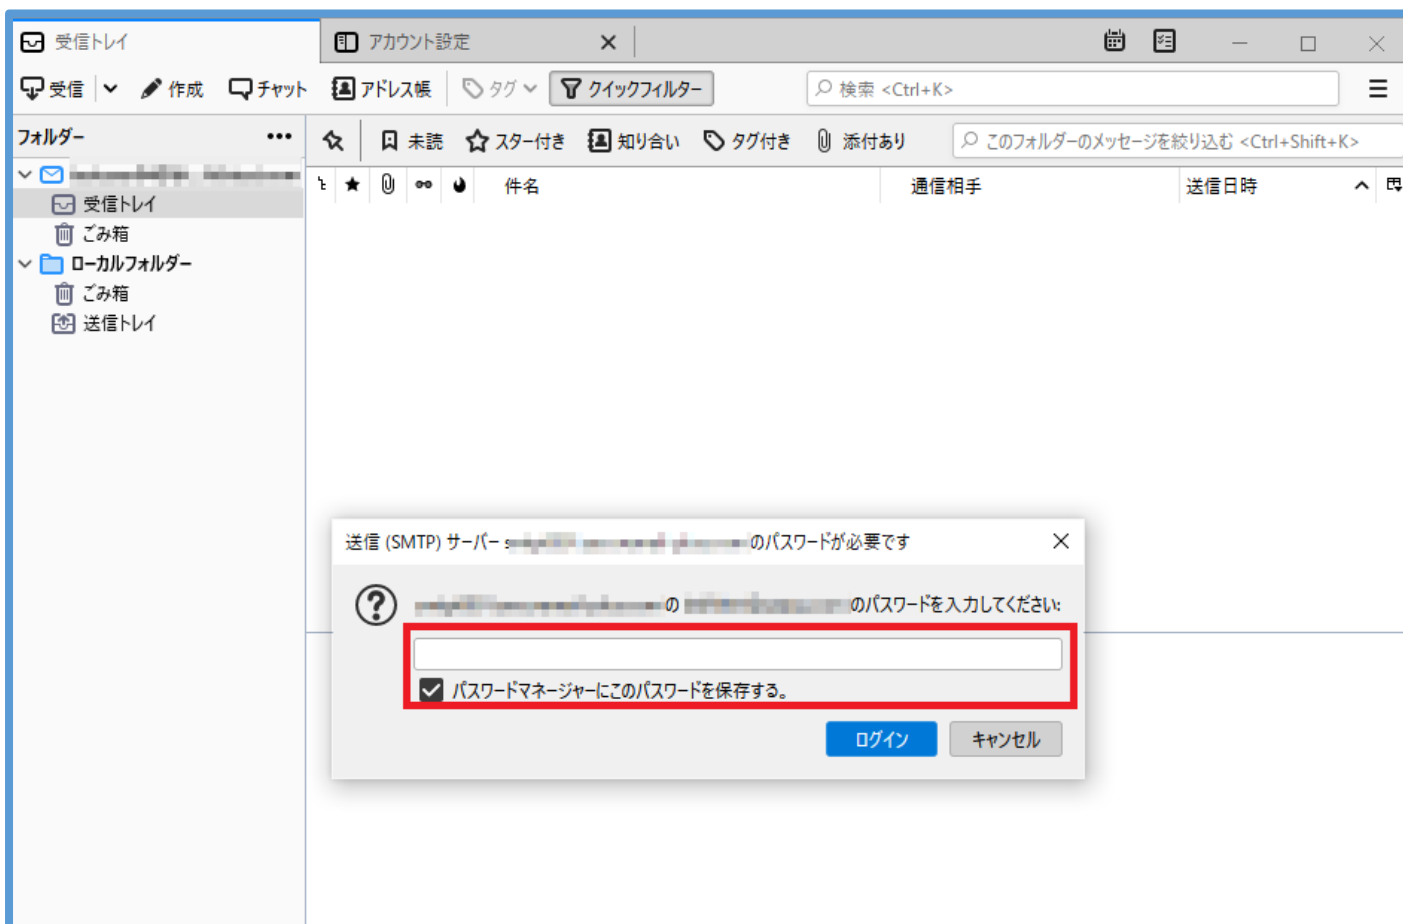 受信トレイ アカウント設定
受信 作成 チャット アドレス帳 タグ クイックフィルター 検索 <Ctrl+K>
フォルダー 未読 スター付き 知り合い タグ付き 添付あり このフォルダーのメッセージを絞り込む <Ctrl+Shift+K>
件名 通信相手 送信日時
受信トレイ
ごみ箱
ローカルフォルダー
ごみ箱
送信トレイ
送信 (SMTP) サーバー のパスワードが必要です
の のパスワードを入力してください:
パスワードマネージャーにこのパスワードを保存する。
ログイン キャンセル